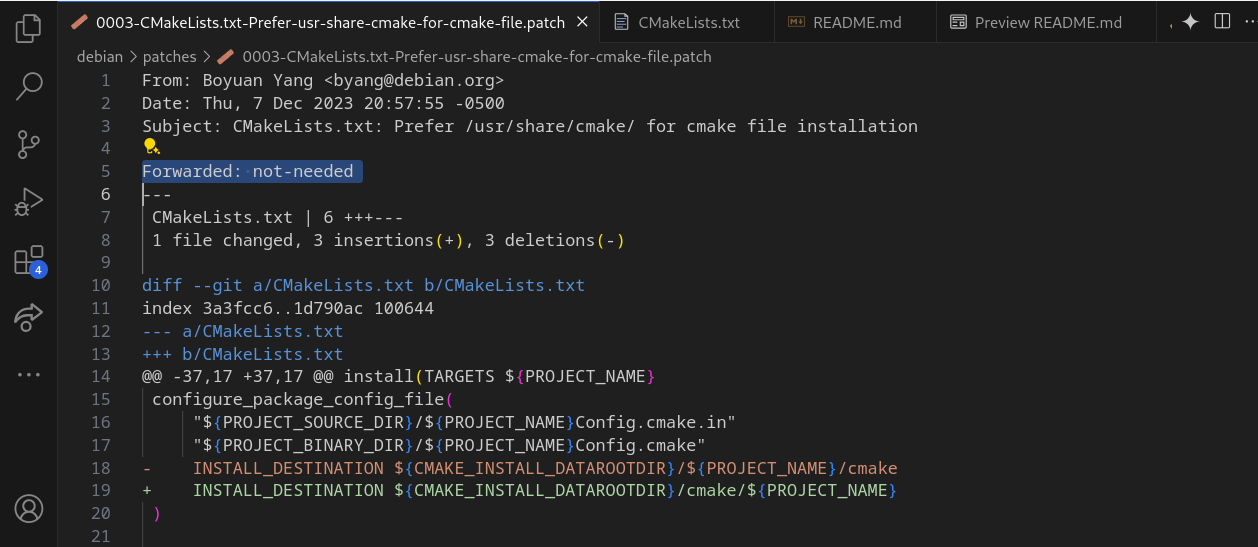 0003-CMakeLists.txt-Prefer-usr-share-cmake-for-cmake-file.patch CMakeLists.txt README.md Preview README.md
debian > patches > 0003-CMakeLists.txt-Prefer-usr-share-cmake-for-cmake-file.patch
1 From: Boyuan Yang <byang@debian.org>
2 Date: Thu, 7 Dec 2023 20:57:55 -0500
3 Subject: CMakeLists.txt: Prefer /usr/share/cmake/ for cmake file installation
4
5 Forwarded: not-needed
6 ---
7  CMakeLists.txt | 6 +++---
8  1 file changed, 3 insertions(+), 3 deletions(-)
9
10 diff --git a/CMakeLists.txt b/CMakeLists.txt
11 index 3a3fcc6..1d790ac 100644
12 --- a/CMakeLists.txt
13 +++ b/CMakeLists.txt
14 @@ -37,17 +37,17 @@ install(TARGETS ${PROJECT_NAME}
15  configure_package_config_file(
16      "${PROJECT_SOURCE_DIR}/${PROJECT_NAME}Config.cmake.in"
17      "${PROJECT_BINARY_DIR}/${PROJECT_NAME}Config.cmake"
18 -    INSTALL_DESTINATION ${CMAKE_INSTALL_DATAROOTDIR}/${PROJECT_NAME}/cmake
19 +    INSTALL_DESTINATION ${CMAKE_INSTALL_DATAROOTDIR}/cmake/${PROJECT_NAME}
20  )
21
4